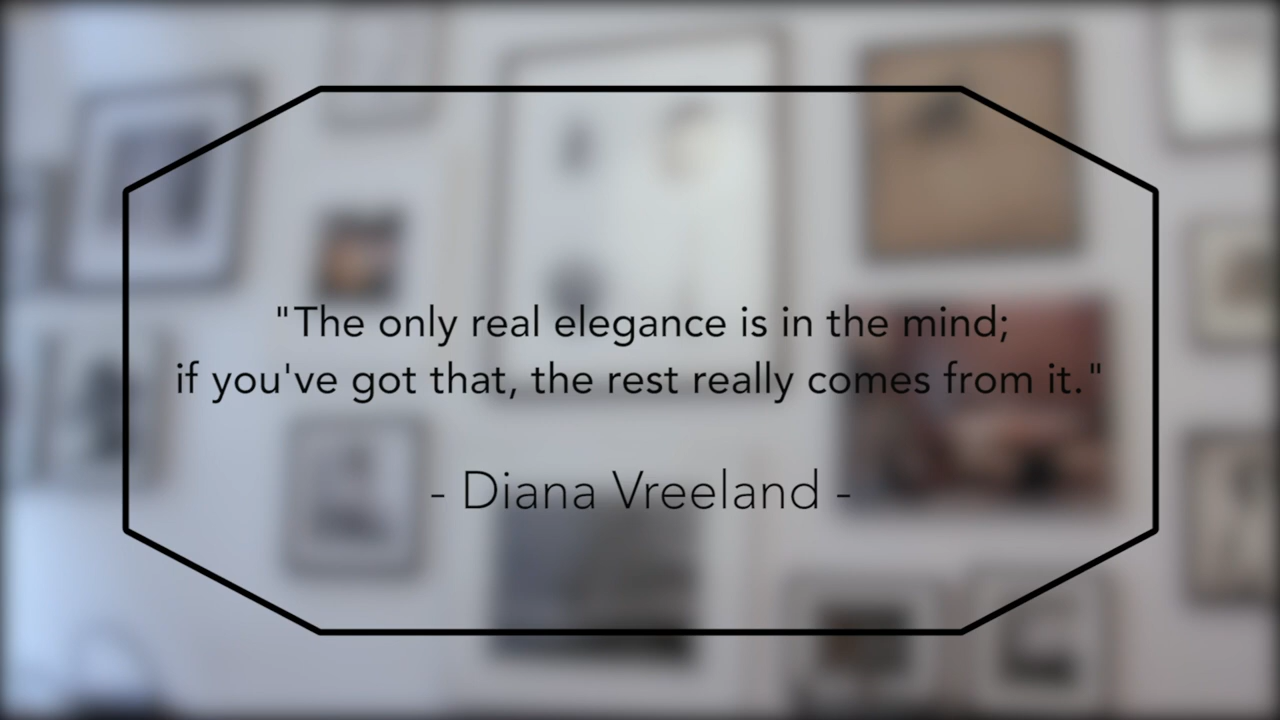 "The only real elegance is in the mind;
if you've got that, the rest really comes from it."
- Diana Vreeland -